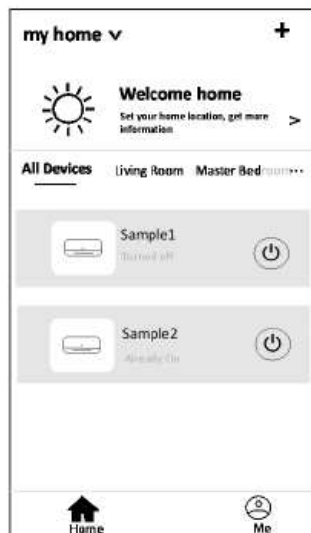 my home
+
Welcome home
Set your home location, get more
information
>
All Devices Living Room Master Bedroom...
Sample1
Turned off
Sample2
Already On
Home
Me